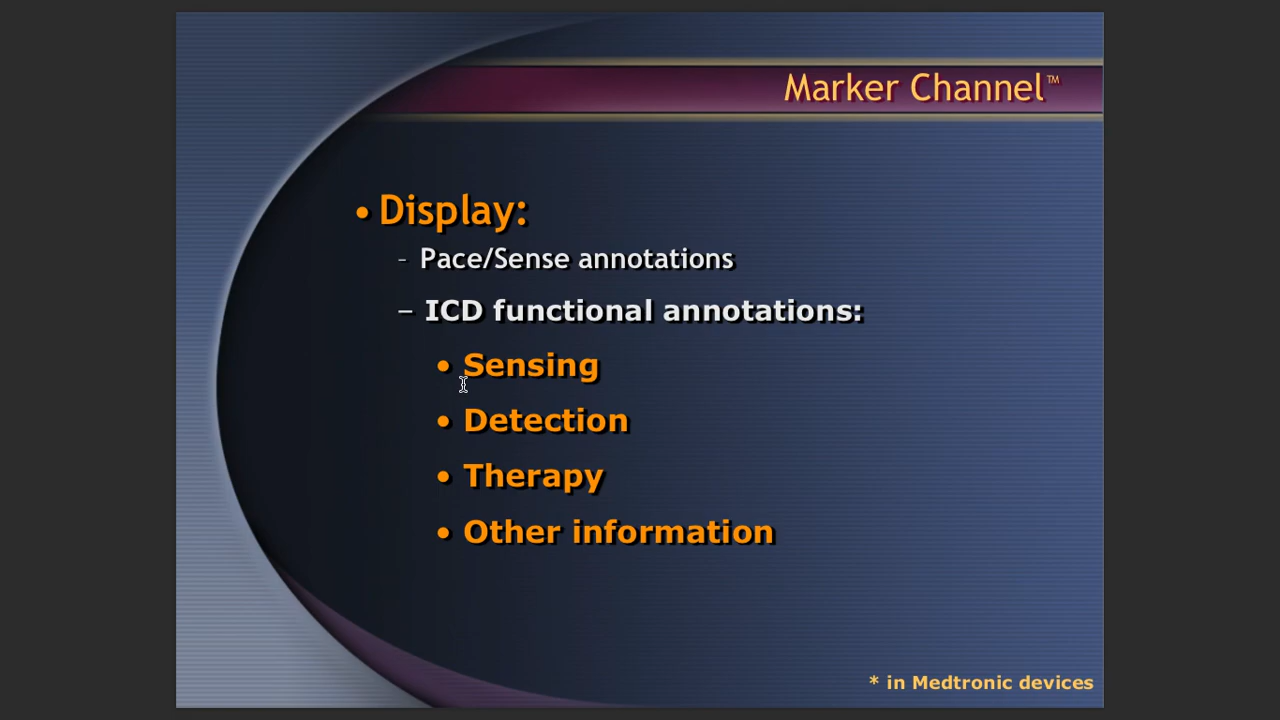 Marker Channel™
• Display:
- Pace/Sense annotations
– ICD functional annotations:
• Sensing
• Detection
• Therapy
• Other information
* in Medtronic devices